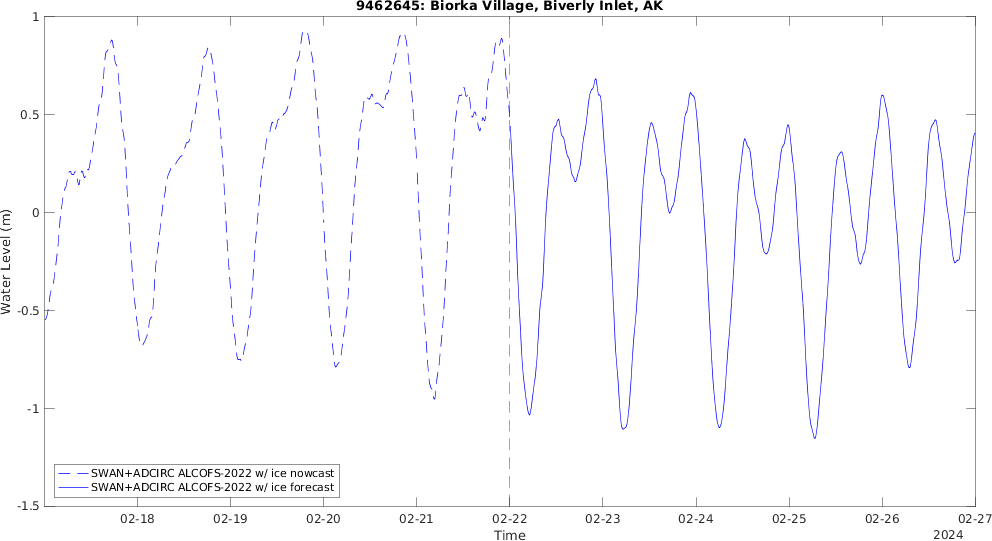 9462645: Biorka Village, Biverly Inlet, AK
1
0.5
0
-0.5
-1
-1.5
Water Level (m)
SWAN+ADCIRC ALCOFS-2022 w/ ice nowcast
SWAN+ADCIRC ALCOFS-2022 w/ ice forecast
02-18 02-19 02-20 02-21 02-22 02-23 02-24 02-25 02-26 02-27
Time
2024